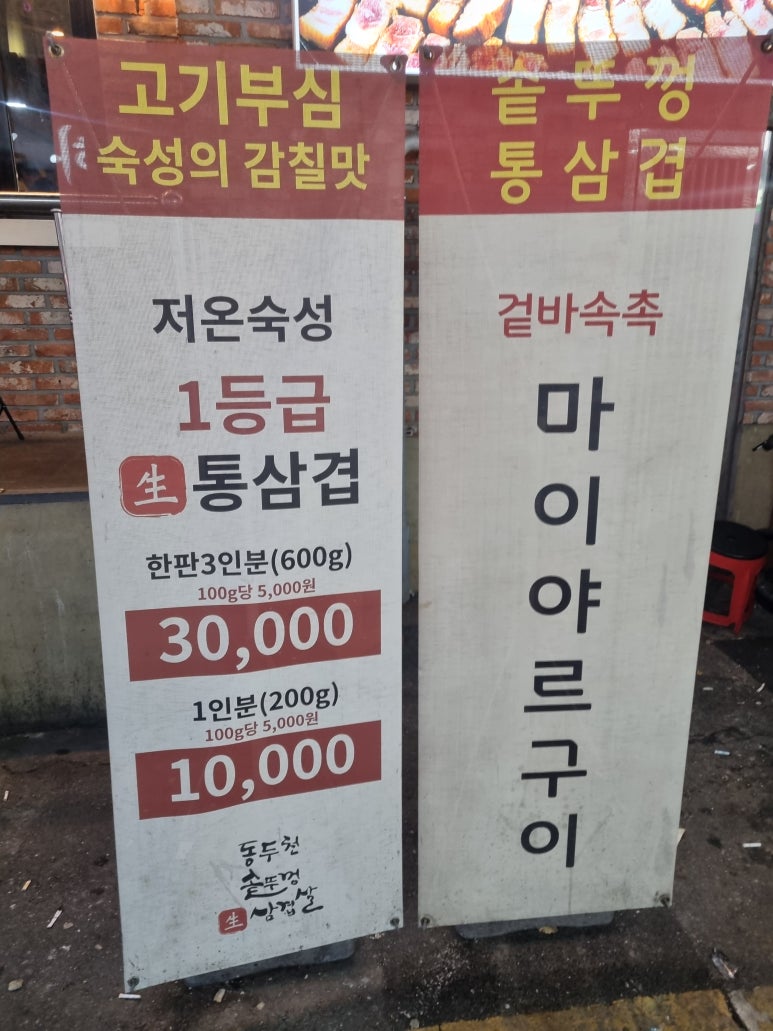 고기부심
숙성의 감칠맛
저온숙성
1등급
生 통삼겹
한판3인분(600g)
100g당 5,000원
30,000
1인분(200g)
100g당 5,000원
10,000
동두천
솥뚜껑
生 삼겹살
솥뚜껑
통삼겹
겉바속촉
마이야르구이